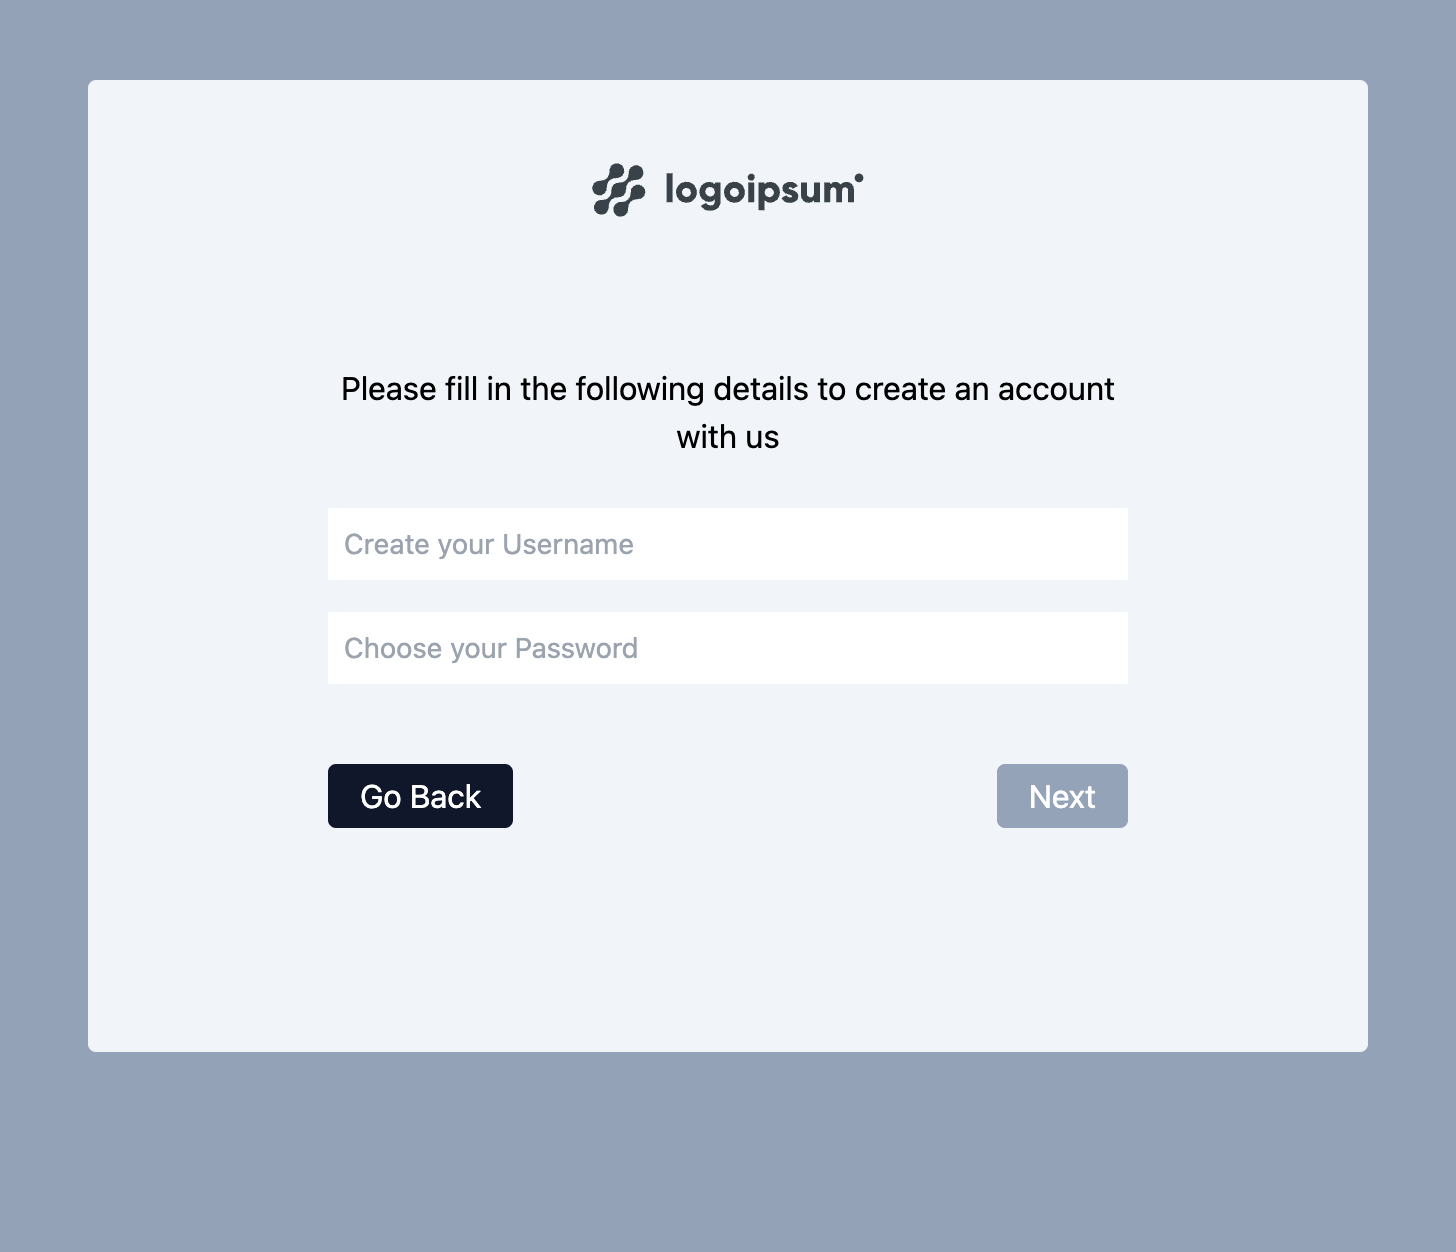 logoipsum
Please fill in the following details to create an account
with us
Create your Username
Choose your Password
Go Back
Next